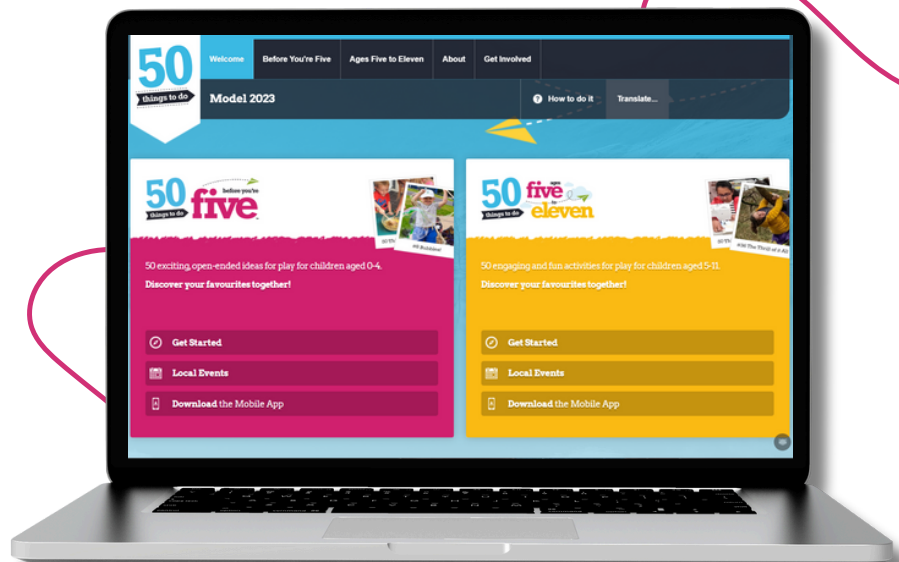 50
things to do
Welcome
Before You're Five
Ages Five to Eleven
About
Get Involved
Model 2023
How to do it
Translate...
50
things to do
before you're
five
#8 Bubbles!
50 exciting, open-ended ideas for play for children aged 0-4.
Discover your favourites together!
Get Started
Local Events
Download the Mobile App
50
things to do
ages
five
to
eleven
50 engaging and fun activities for play for children aged 5-11.
Discover your favourites together!
Get Started
Local Events
Download the Mobile App